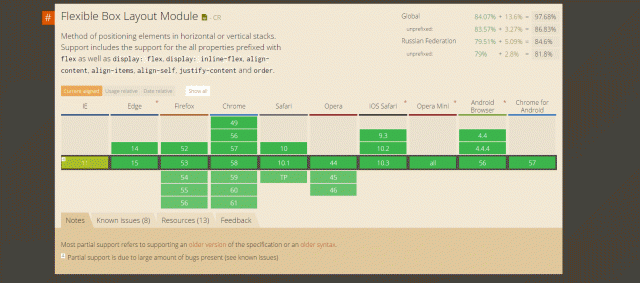 # Flexible Box Layout Module - CR
Method of positioning elements in horizontal or vertical stacks.
Support includes the support for the all properties prefixed with
flex as well as display: flex, display: inline-flex, align-
content, align-items, align-self, justify-content and order.
Global 84.07% + 13.6% = 97.68%
unprefixed: 83.57% + 3.27% = 86.83%
Russian Federation 79.51% + 5.09% = 84.6%
unprefixed: 79% + 2.8% = 81.8%
Current aligned Usage relative Date relative Show all
IE Edge * Firefox Chrome Safari Opera iOS Safari * Opera Mini * Android Browser * Chrome for Android
49
56 9.3 4.4
14 52 57 10 10.2 4.4.4
11 15 53 58 10.1 44 10.3 all 56 57
54 59 TP 45
55 60 46
56 61
Notes Known issues (8) Resources (13) Feedback
Most partial support refers to supporting an older version of the specification or an older syntax.
Partial support is due to large amount of bugs present (see known issues)